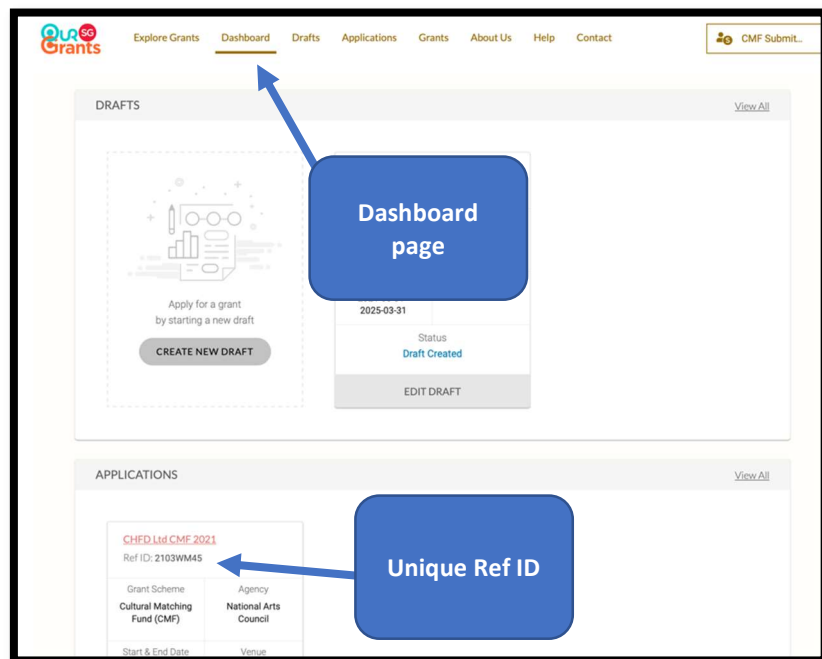 OUR SG
Grants
Explore Grants Dashboard Drafts Applications Grants About Us Help Contact
CMF Submit...
DRAFTS
View All
Dashboard
page
Apply for a grant
by starting a new draft
CREATE NEW DRAFT
2025-03-31
Status
Draft Created
EDIT DRAFT
APPLICATIONS
View All
CHFD Ltd CMF 2021
Ref ID: 2103WM45
Unique Ref ID
Grant Scheme Agency
Cultural Matching National Arts
Fund (CMF) Council
Start & End Date Venue